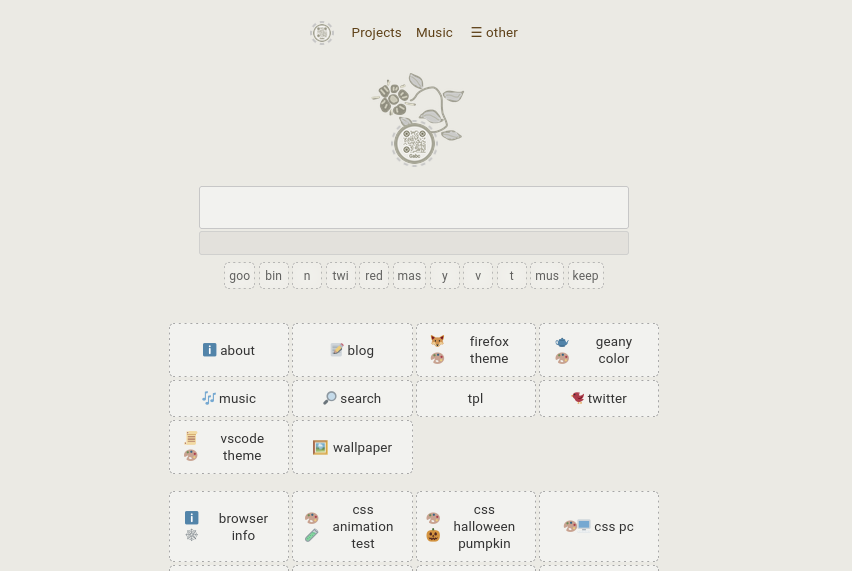 Projects Music ☰ other
goo bin n twi red mas y v t mus keep
about blog firefox theme geany color
music search tpl twitter
vscode theme wallpaper
browser info css animation test css halloween pumpkin css pc